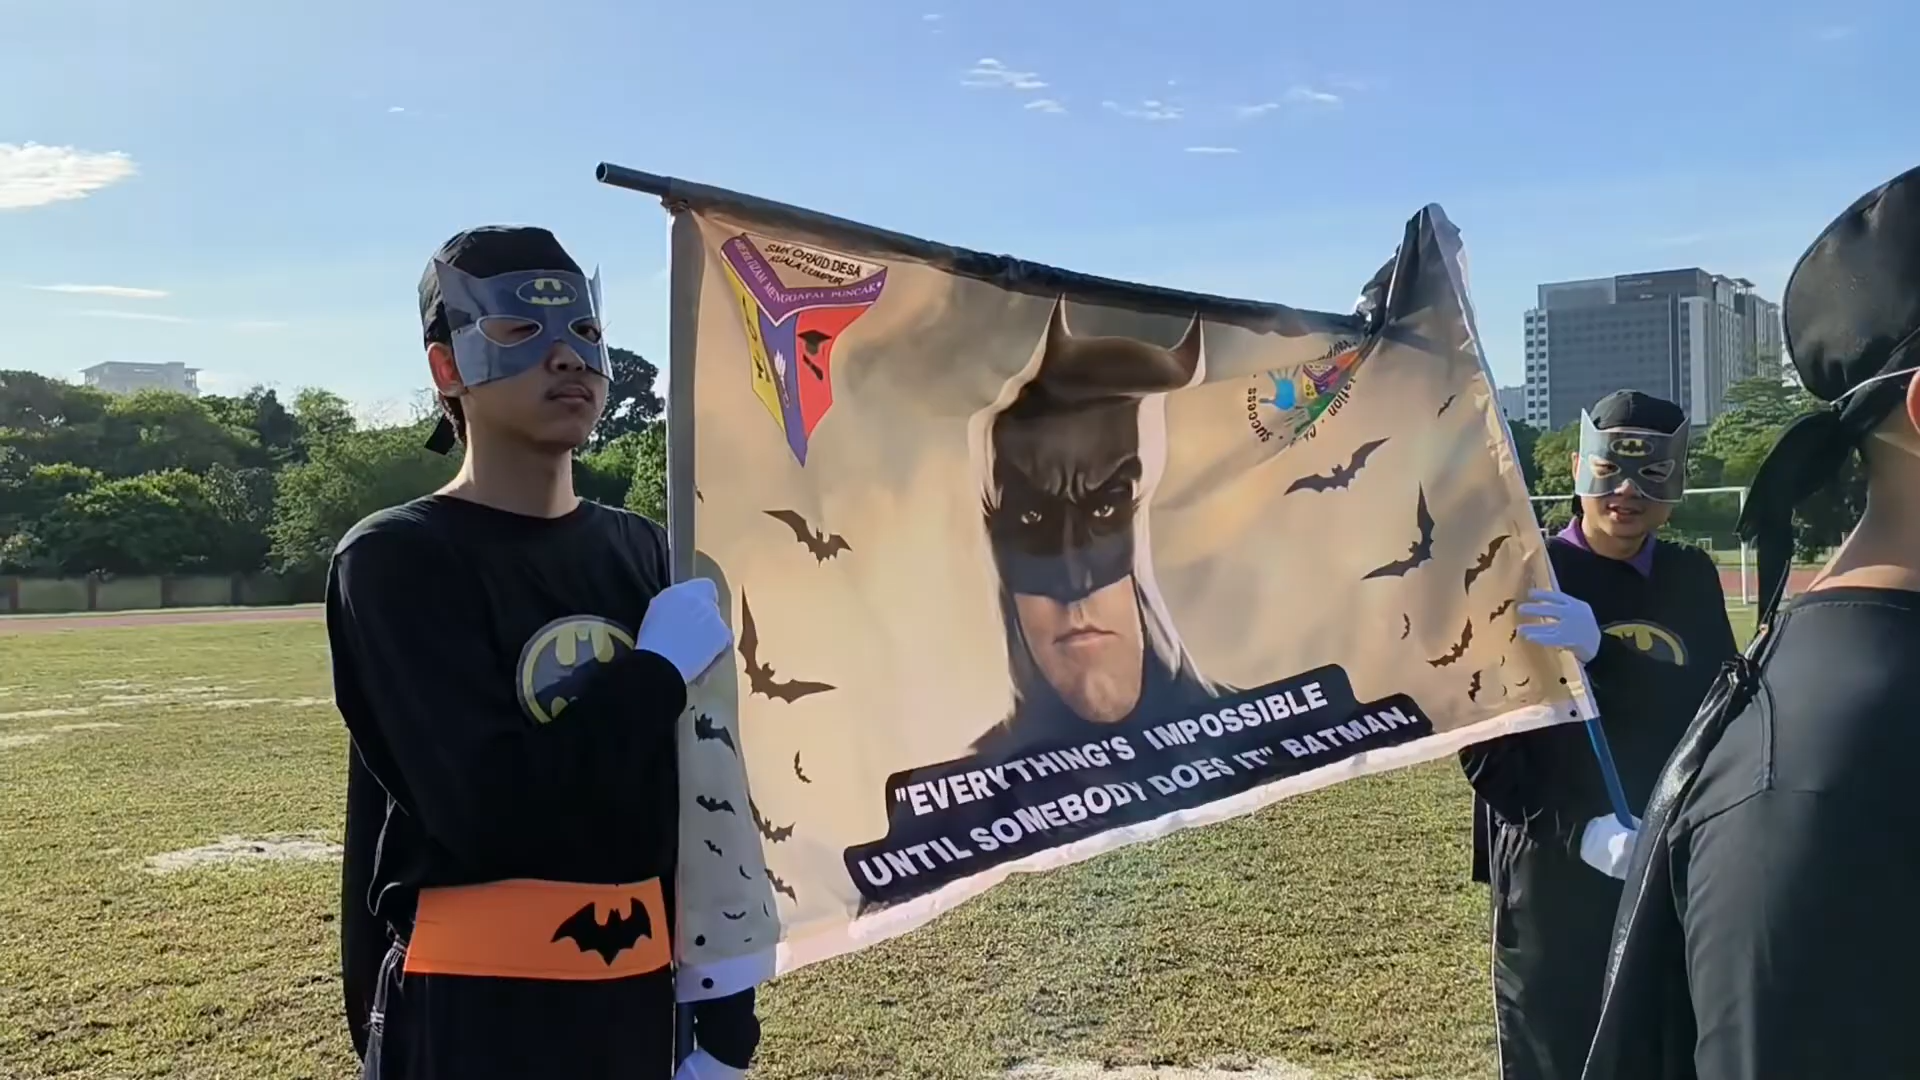 SMK ORKID DESA
KUALA LUMPUR
MENGGAPAI PUNCAK
success
"EVERYTHING'S IMPOSSIBLE
UNTIL SOMEBODY DOES IT" BATMAN.